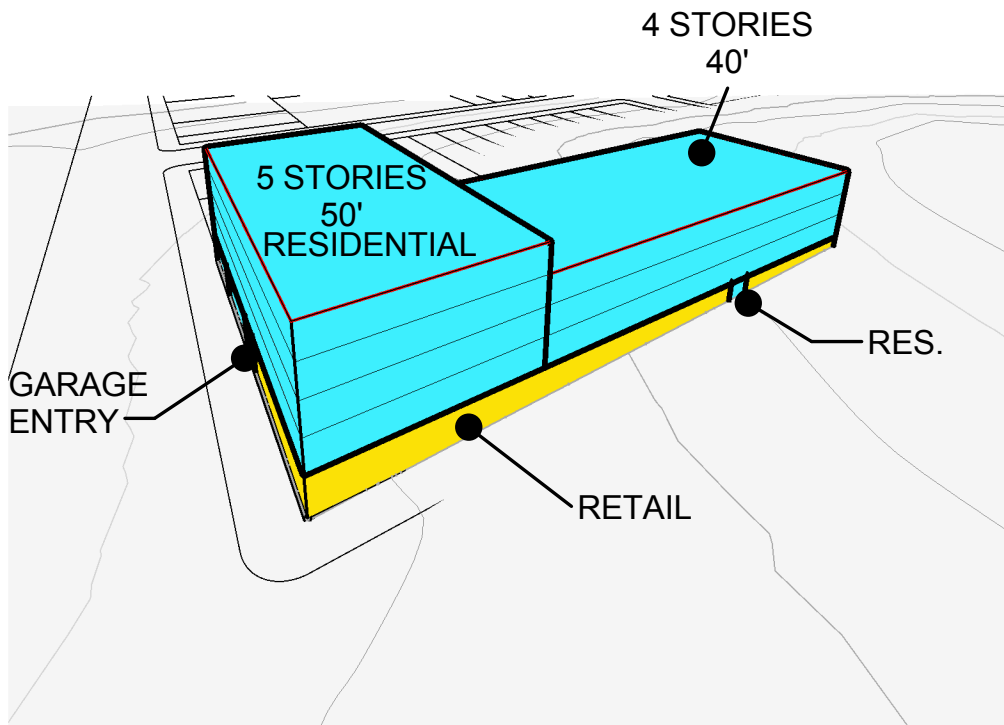 4 STORIES
40'
5 STORIES
50'
RESIDENTIAL
RES.
GARAGE
ENTRY
RETAIL